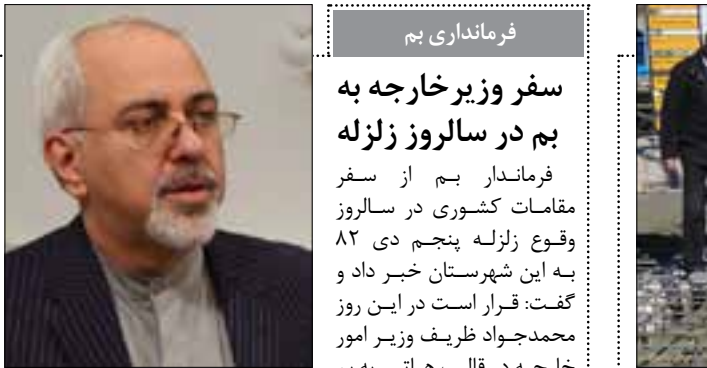 فرمانداری بم
سفر وزیرخارجه به
بم در سالروز زلزله
فرماندار بم از سفر
مقامات کشوری در سالروز
وقوع زلزله پنجم دی ۸۲
به این شهرستان خبر داد و
گفت: قرار است در این روز
محمدجواد ظریف وزیر امور